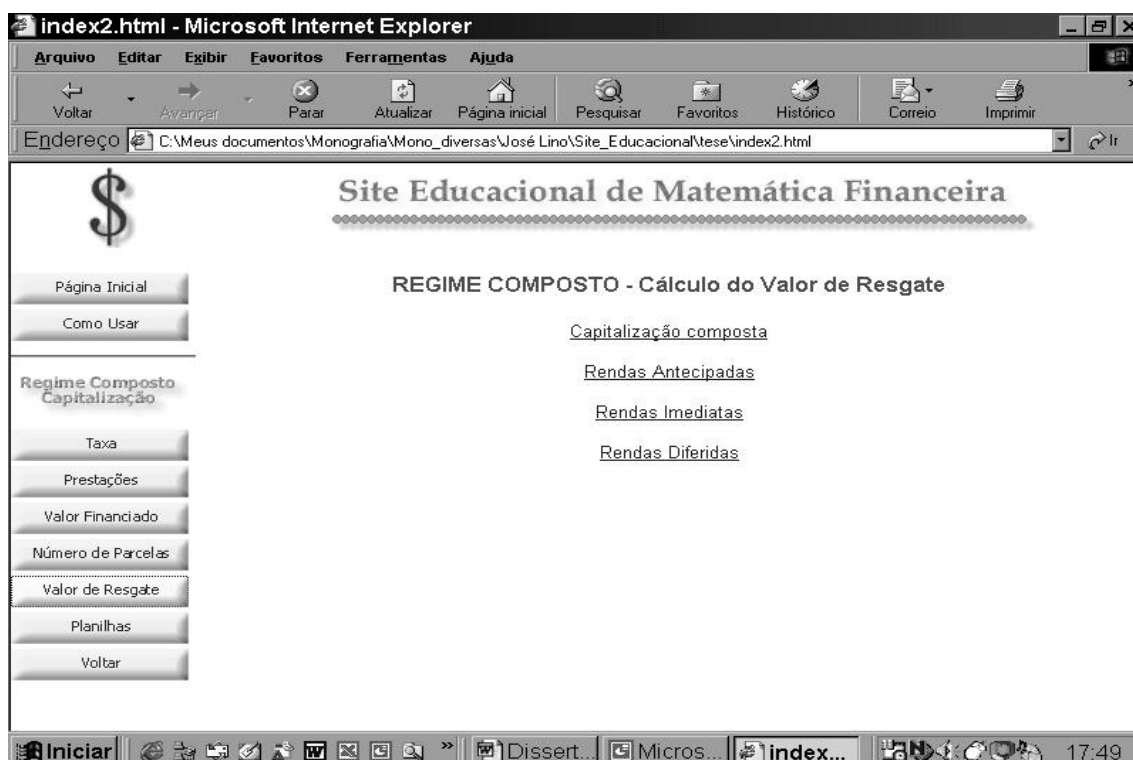 index2.html - Microsoft Internet Explorer
Arquivo Editar Exibir Favoritos Ferramentas Ajuda
Voltar Avançar Parar Atualizar Página inicial Pesquisar Favoritos Histórico Correio Imprimir
Endereço C:\Meus documentos\Monografia\Mono_diversas\José Lino\Site_Educacional\tese\index2.html Ir
$
Site Educacional de Matemática Financeira
Página Inicial
Como Usar
Regime Composto
Capitalização
Taxa
Prestações
Valor Financiado
Número de Parcelas
Valor de Resgate
Planilhas
Voltar
REGIME COMPOSTO - Cálculo do Valor de Resgate
Capitalização composta
Rendas Antecipadas
Rendas Imediatas
Rendas Diferidas
Iniciar » Dissert... Micros... index... 17:49